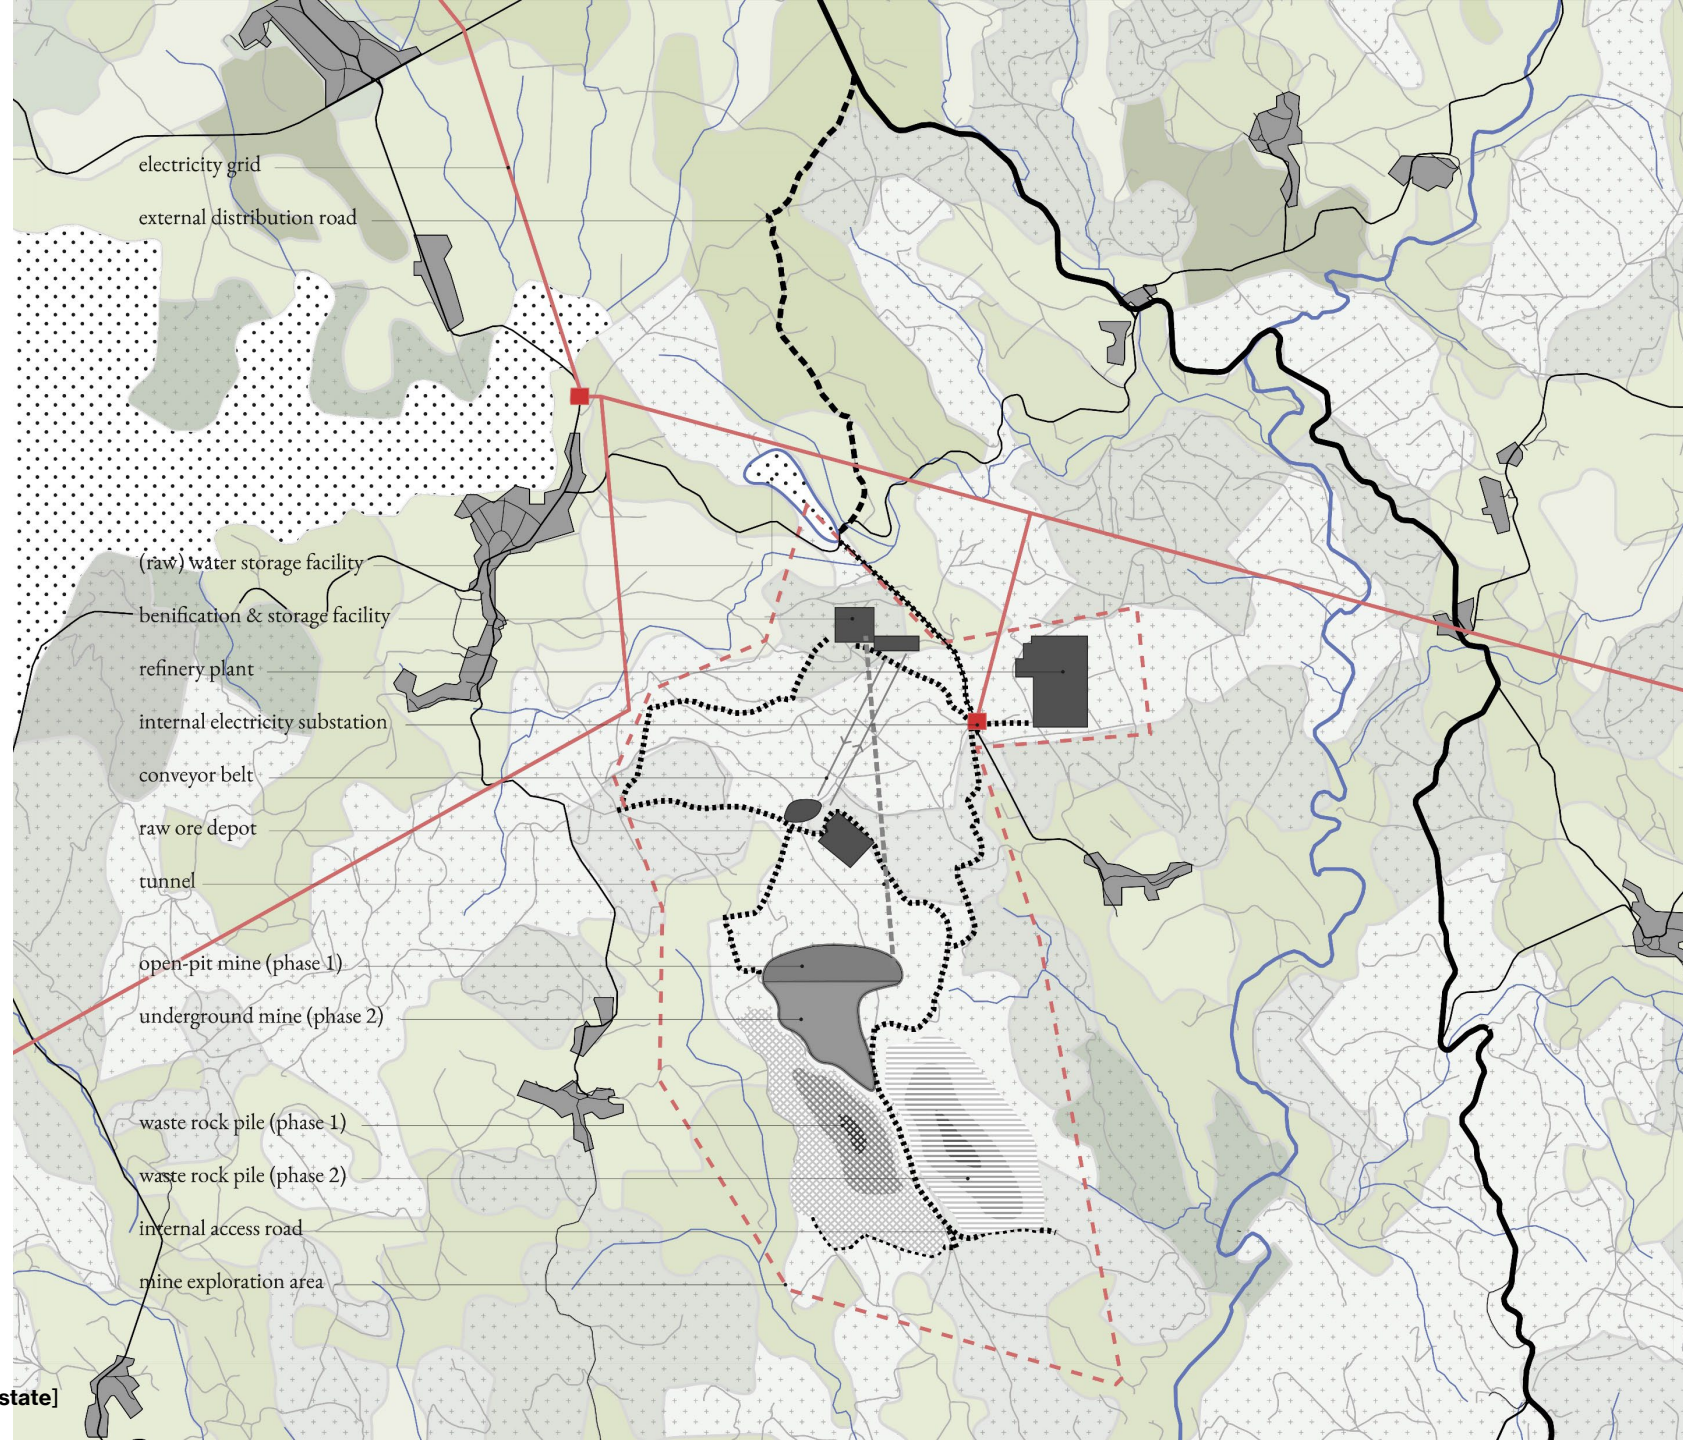 electricity grid
external distribution road
(raw) water storage facility
benification & storage facility
refinery plant
internal electricity substation
conveyor belt
raw ore depot
tunnel
open-pit mine (phase 1)
underground mine (phase 2)
waste rock pile (phase 1)
waste rock pile (phase 2)
internal access road
mine exploration area
state]